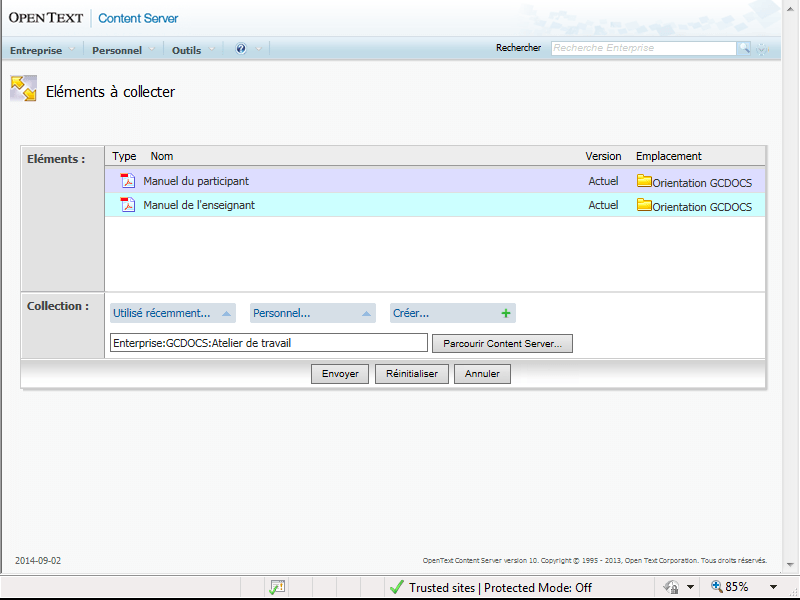 OPEN TEXT | Content Server
Entreprise Personnel Outils Rechercher Recherche Enterprise
Eléments à collecter
Eléments : Type Nom Version Emplacement
Manuel du participant Actuel Orientation GCDOCS
Manuel de l'enseignant Actuel Orientation GCDOCS
Collection : Utilisé récemment... Personnel... Créer...
Enterprise:GCDOCS:Atelier de travail Parcourir Content Server...
Envoyer Réinitialiser Annuler
2014-09-02 OpenText Content Server version 10. Copyright © 1995 - 2013, Open Text Corporation. Tous droits réservés.
Trusted sites | Protected Mode: Off 85%